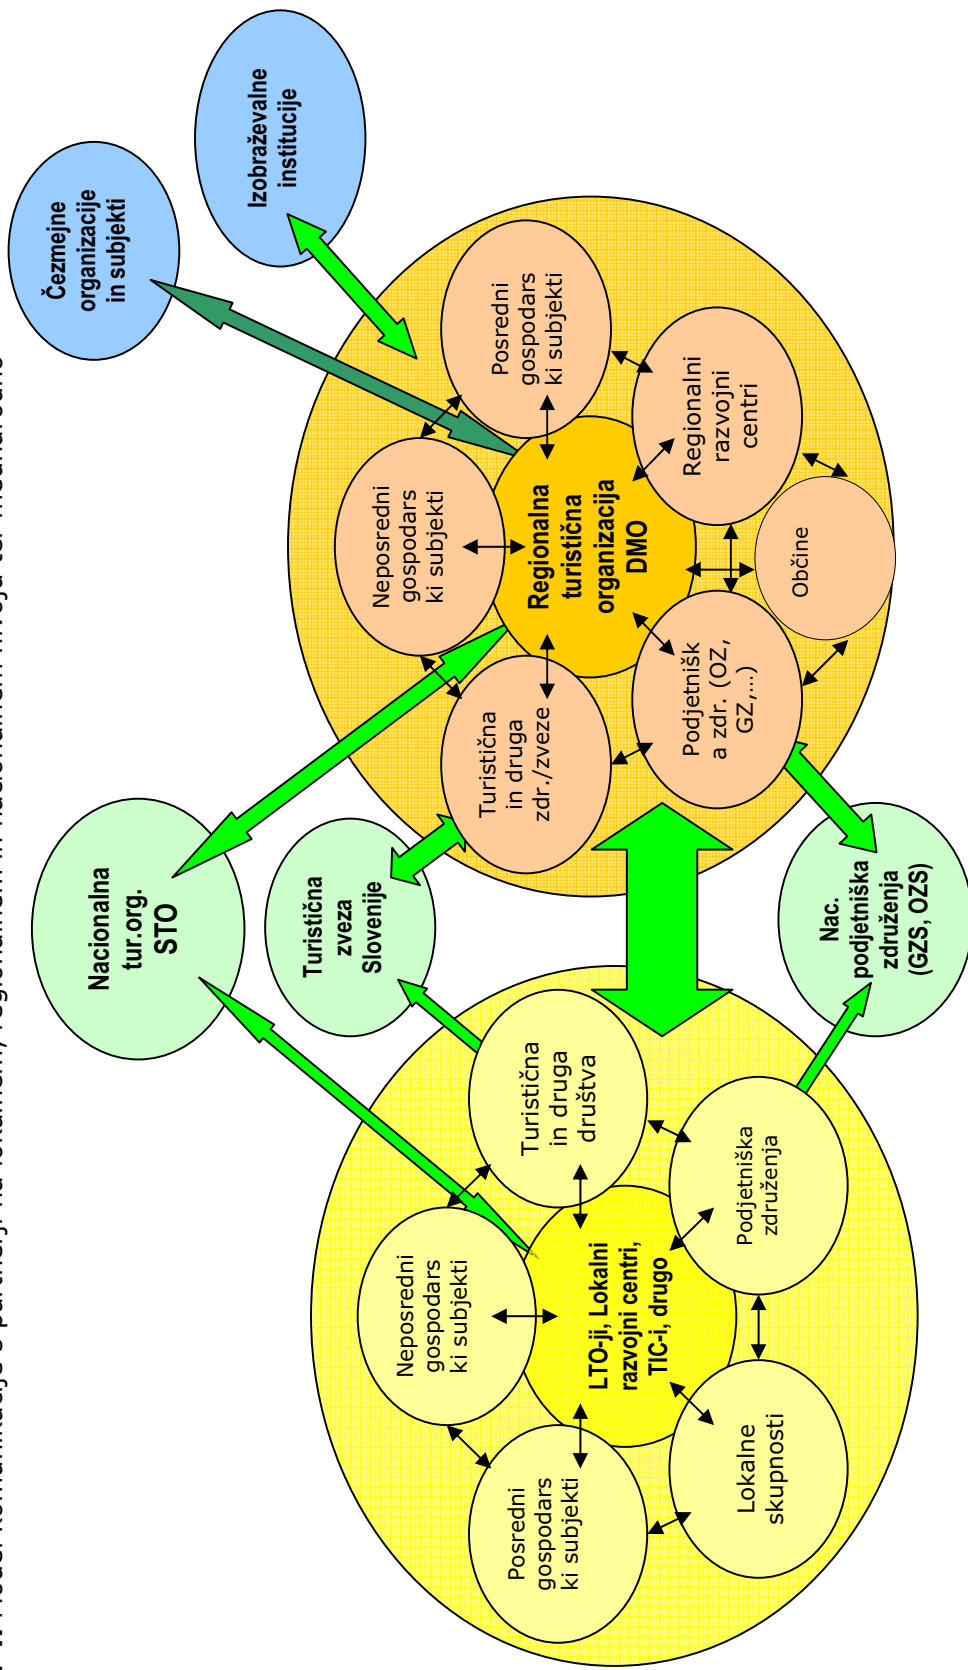 Čezmejne
organizacije
in subjekti
Izobraževalne
institucije
Nacionalna
tur.org.
STO
Turistična
zveza
Slovenije
Nac.
podjetniška
združenja
(GZS, OZS)
Neposredni
gospodars
ki subjekti
Posredni
gospodars
ki subjekti
Turistična
in druga
zdr./zveze
Regionalna
turistična
organizacija
DMO
Regionalni
razvojni
centri
Podjetnišk
a zdr. (OZ,
GZ,...)
Občine
Neposredni
gospodars
ki subjekti
Turistična
in druga
društva
Posredni
gospodars
ki subjekti
LTO-ji, Lokalni
razvojni centri,
TIC-i, drugo
Podjetniška
združenja
Lokalne
skupnosti